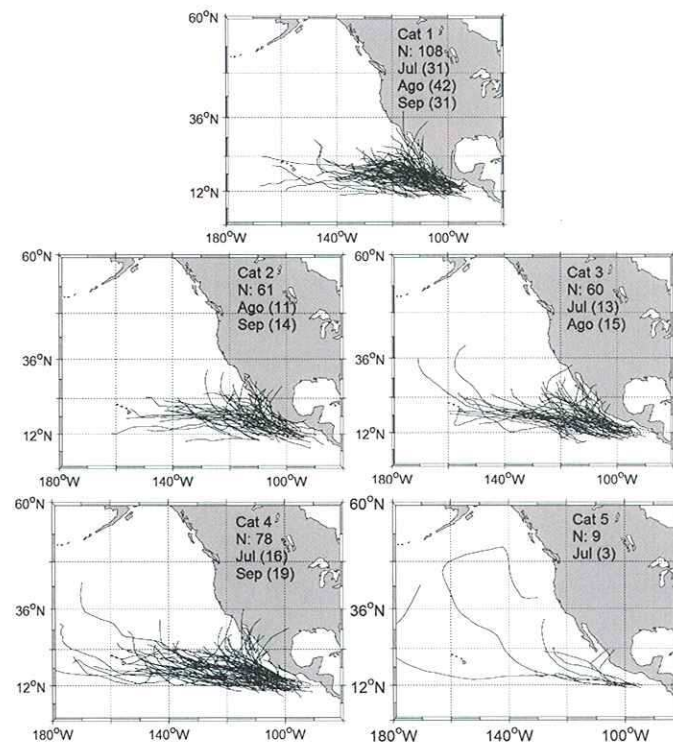 60°N
Cat 1
N: 108
Jul (31)
Ago (42)
Sep (31)
36°N
12°N
180°W 140°W 100°W
60°N
Cat 2
N: 61
Ago (11)
Sep (14)
36°N
12°N
180°W 140°W 100°W
60°N
Cat 3
N: 60
Jul (13)
Ago (15)
36°N
12°N
180°W 140°W 100°W
60°N
Cat 4
N: 78
Jul (16)
Sep (19)
36°N
12°N
180°W 140°W 100°W
60°N
Cat 5
N: 9
Jul (3)
36°N
12°N
180°W 140°W 100°W